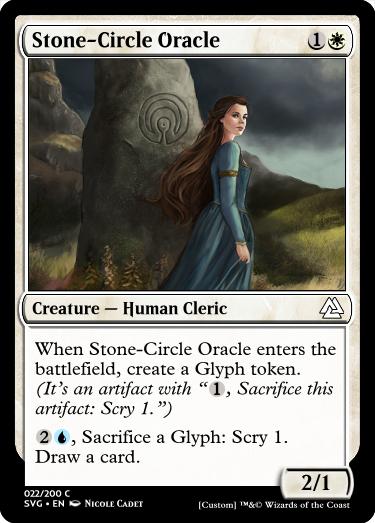 Stone-Circle Oracle 1
Creature — Human Cleric
When Stone-Circle Oracle enters the
battlefield, create a Glyph token.
(It's an artifact with “1, Sacrifice this
artifact: Scry 1.”)
2, Sacrifice a Glyph: Scry 1.
Draw a card.
2/1
022/200 C
SVG • EN Nicole Cadet
[Custom] ™&© Wizards of the Coast